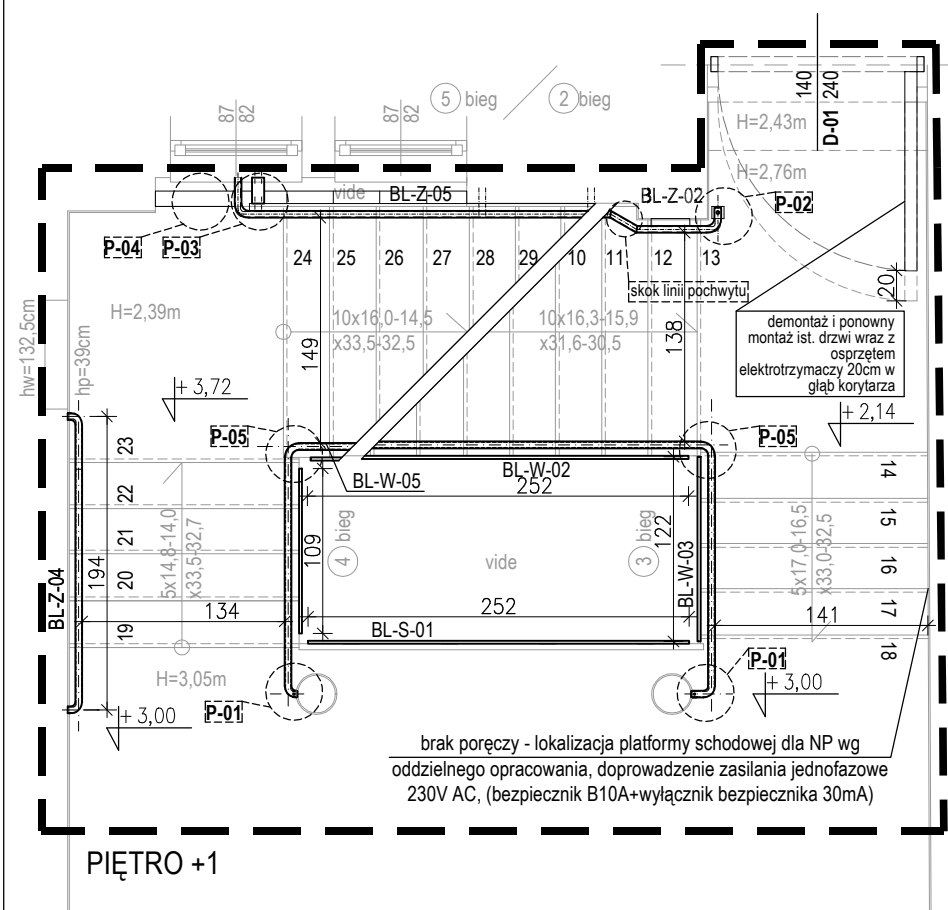 5 bieg
2 bieg
87
82
87
82
140
240
D-01
H=2,43m
H=2,76m
vide
BL-Z-05
BL-Z-02
P-02
P-04
P-03
24
25
26
27
28
29
10
11
12
13
skok linii pochwytu
20
H=2,39m
hw=132,5cm
hp=39cm
10x16,0-14,5
x33,5-32,5
10x16,3-15,9
x31,6-30,5
149
138
demontaż i ponowny
montaż ist. drzwi wraz z
osprzętem
elektrotrzymaczy 20cm w
głąb korytarza
+ 3,72
+ 2,14
P-05
P-05
BL-W-05
BL-W-02
252
23
22
21
20
19
14
15
16
17
18
5x14,8-14,0
x33,5-32,7
5x17,0-16,5
x33,0-32,5
BL-Z-04
194
134
109
4 bieg
vide
3 bieg
122
BL-W-03
252
BL-S-01
141
H=3,05m
P-01
P-01
+ 3,00
+ 3,00
brak poręczy - lokalizacja platformy schodowej dla NP wg
oddzielnego opracowania, doprowadzenie zasilania jednofazowe
230V AC, (bezpiecznik B10A+wyłącznik bezpiecznika 30mA)
PIĘTRO +1